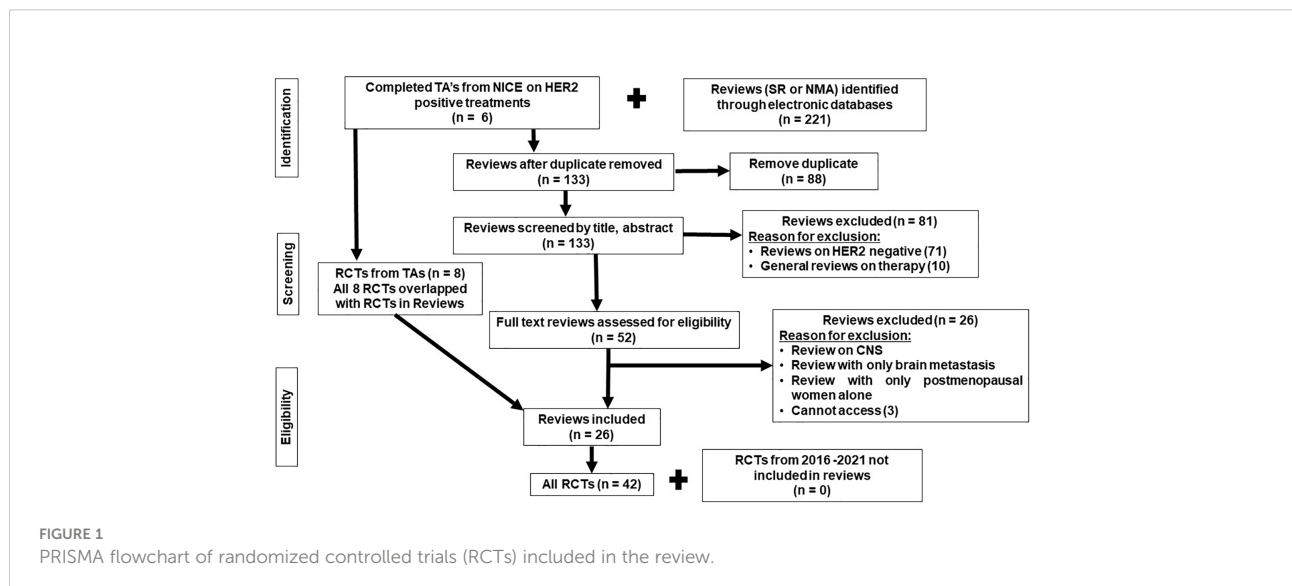 Identification
Completed TA's from NICE on HER2
positive treatments
(n = 6)
Reviews (SR or NMA) identified
through electronic databases
(n = 221)
Reviews after duplicate removed
(n = 133)
Remove duplicate
(n = 88)
Screening
Reviews screened by title, abstract
(n = 133)
Reviews excluded (n = 81)
Reason for exclusion:
• Reviews on HER2 negative (71)
• General reviews on therapy (10)
RCTs from TAs (n = 8)
All 8 RCTs overlapped
with RCTs in Reviews
Full text reviews assessed for eligibility
(n = 52)
Reviews excluded (n = 26)
Reason for exclusion:
• Review on CNS
• Review with only brain metastasis
• Review with only postmenopausal
women alone
• Cannot access (3)
Eligibility
Reviews included
(n = 26)
All RCTs (n = 42)
RCTs from 2016 -2021 not
included in reviews
(n = 0)
FIGURE 1
PRISMA flowchart of randomized controlled trials (RCTs) included in the review.